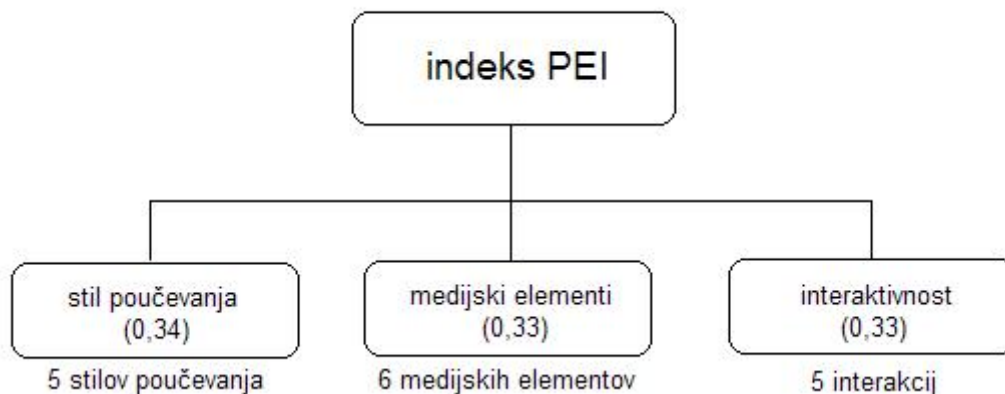 indeks PEI
stil poučevanja
(0,34)
5 stilov poučevanja
medijski elementi
(0,33)
6 medijskih elementov
interaktivnost
(0,33)
5 interakcij